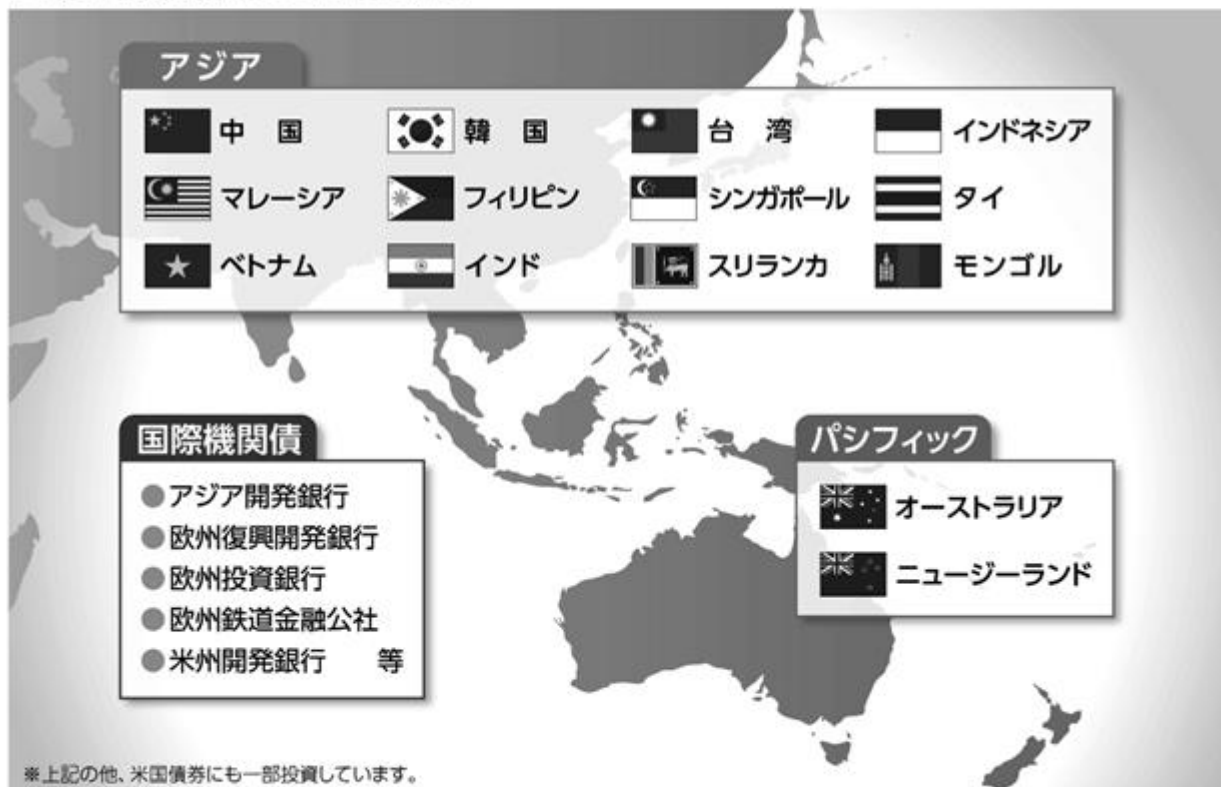 アジア
中　国
韓　国
台　湾
インドネシア
マレーシア
フィリピン
シンガポール
タイ
ベトナム
インド
スリランカ
モンゴル
国際機関債
●アジア開発銀行
●欧州復興開発銀行
●欧州投資銀行
●欧州鉄道金融公社
●米州開発銀行　等
パシフィック
オーストラリア
ニュージーランド
※上記の他、米国債券にも一部投資しています。